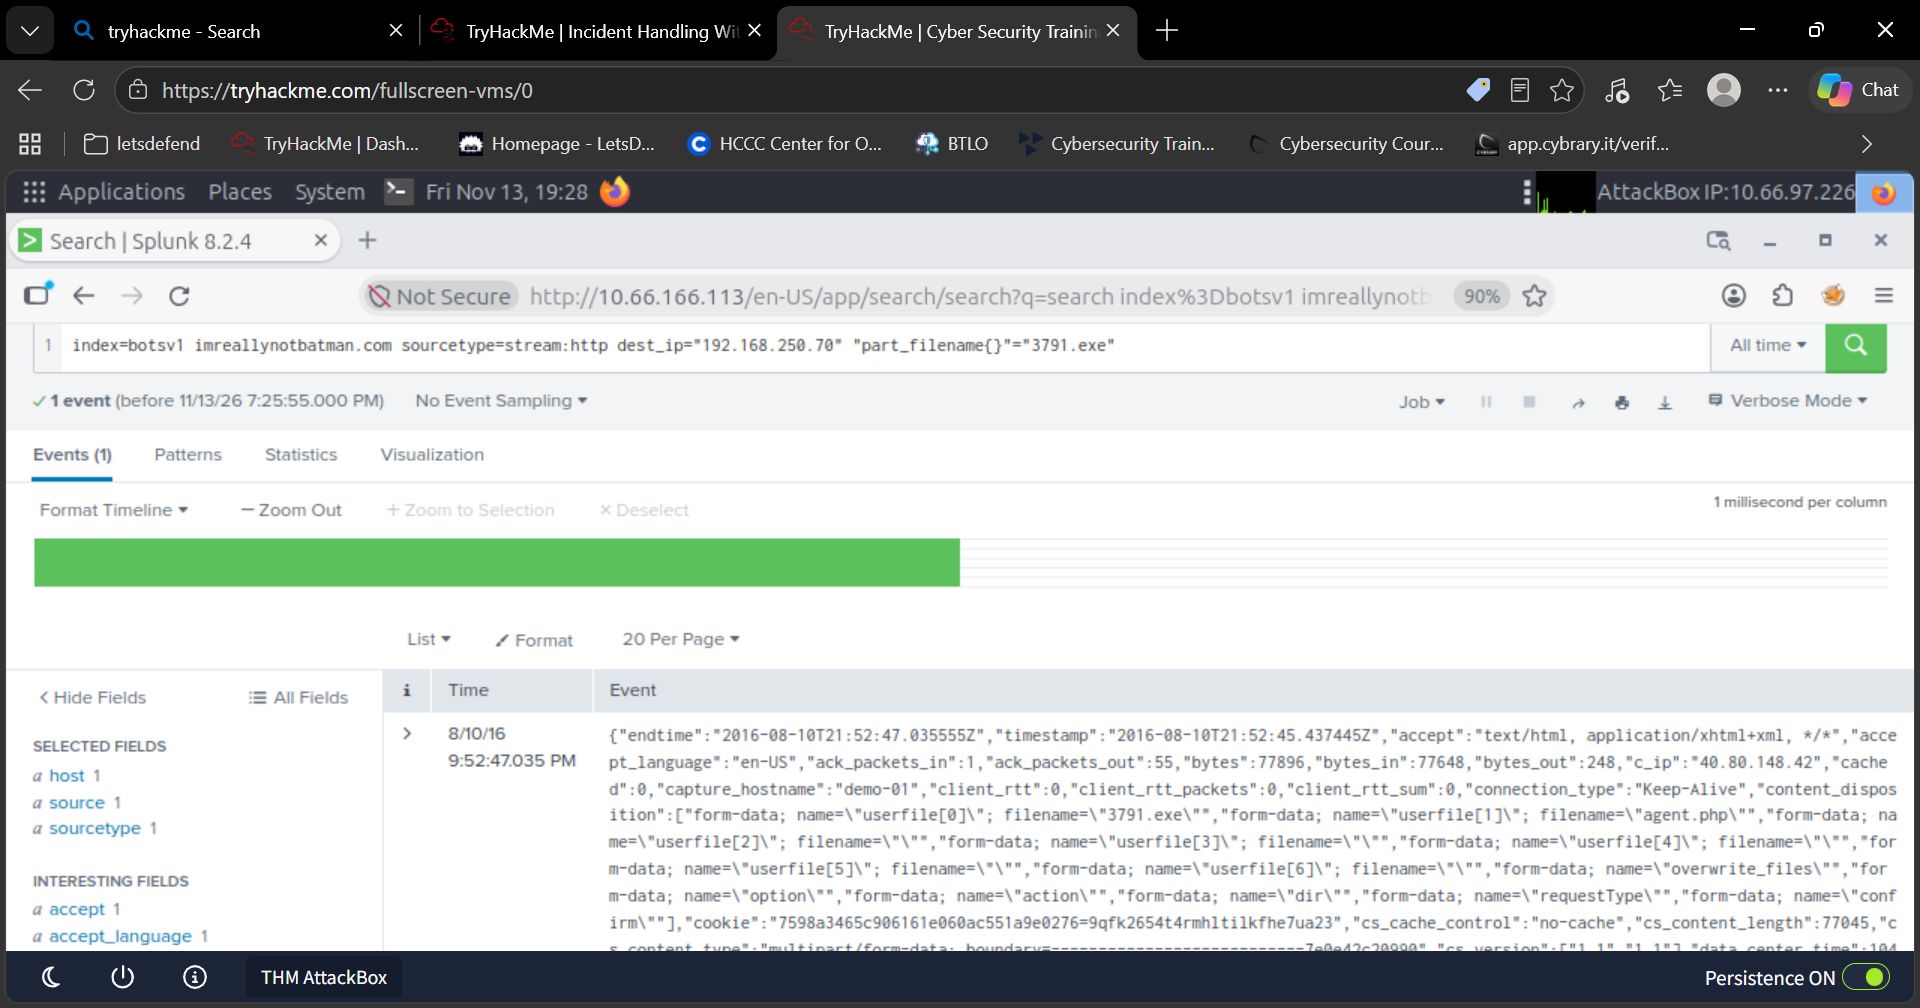 tryhackme - Search
TryHackMe | Incident Handling Wit
TryHackMe | Cyber Security Trainin
https://tryhackme.com/fullscreen-vms/0
Chat
letsdefend
TryHackMe | Dash...
Homepage - LetsD...
HCCC Center for O...
BTLO
Cybersecurity Train...
Cybersecurity Cour...
app.cybrary.it/verif...
Applications Places System Fri Nov 13, 19:28 AttackBox IP:10.66.97.226
Search | Splunk 8.2.4
Not Secure http://10.66.166.113/en-US/app/search/search?q=search index%3Dbotsv1 imreallynotb 90%
1 index=botsv1 imreallynotbatman.com sourcetype=stream:http dest_ip="192.168.250.70" "part_filename{}"="3791.exe"
All time
1 event (before 11/13/26 7:25:55.000 PM) No Event Sampling
Job
Verbose Mode
Events (1) Patterns Statistics Visualization
Format Timeline — Zoom Out + Zoom to Selection × Deselect
1 millisecond per column
List Format 20 Per Page
< Hide Fields All Fields
i Time Event
SELECTED FIELDS
a host 1
a source 1
a sourcetype 1
INTERESTING FIELDS
a accept 1
a accept_language 1
>
8/10/16
9:52:47.035 PM
{"endtime":"2016-08-10T21:52:47.035555Z","timestamp":"2016-08-10T21:52:45.437445Z","accept":"text/html, application/xhtml+xml, */*","acce
pt_language":"en-US","ack_packets_in":1,"ack_packets_out":55,"bytes":77896,"bytes_in":77648,"bytes_out":248,"c_ip":"40.80.148.42","cache
d":0,"capture_hostname":"demo-01","client_rtt":0,"client_rtt_packets":0,"client_rtt_sum":0,"connection_type":"Keep-Alive","content_dispos
ition":["form-data; name=\"userfile[0]\"; filename=\"3791.exe\"","form-data; name=\"userfile[1]\"; filename=\"agent.php\"","form-data; na
me=\"userfile[2]\"; filename=\"\"","form-data; name=\"userfile[3]\"; filename=\"\"","form-data; name=\"userfile[4]\"; filename=\"\"","for
m-data; name=\"userfile[5]\"; filename=\"\"","form-data; name=\"userfile[6]\"; filename=\"\"","form-data; name=\"overwrite_files\"","for
m-data; name=\"option\"","form-data; name=\"action\"","form-data; name=\"dir\"","form-data; name=\"requestType\"","form-data; name=\"conf
irm\""],"cookie":"7598a3465c906161e060ac551a9e0276=9qfk2654t4rmhltilkfhe7ua23","cs_cache_control":"no-cache","cs_content_length":77045,"c
s_content_type":"multipart/form-data; boundary=---------------------------7e0e42c20990","cs_version":["1.1","1.1"],"data_center_time":104
THM AttackBox
Persistence ON